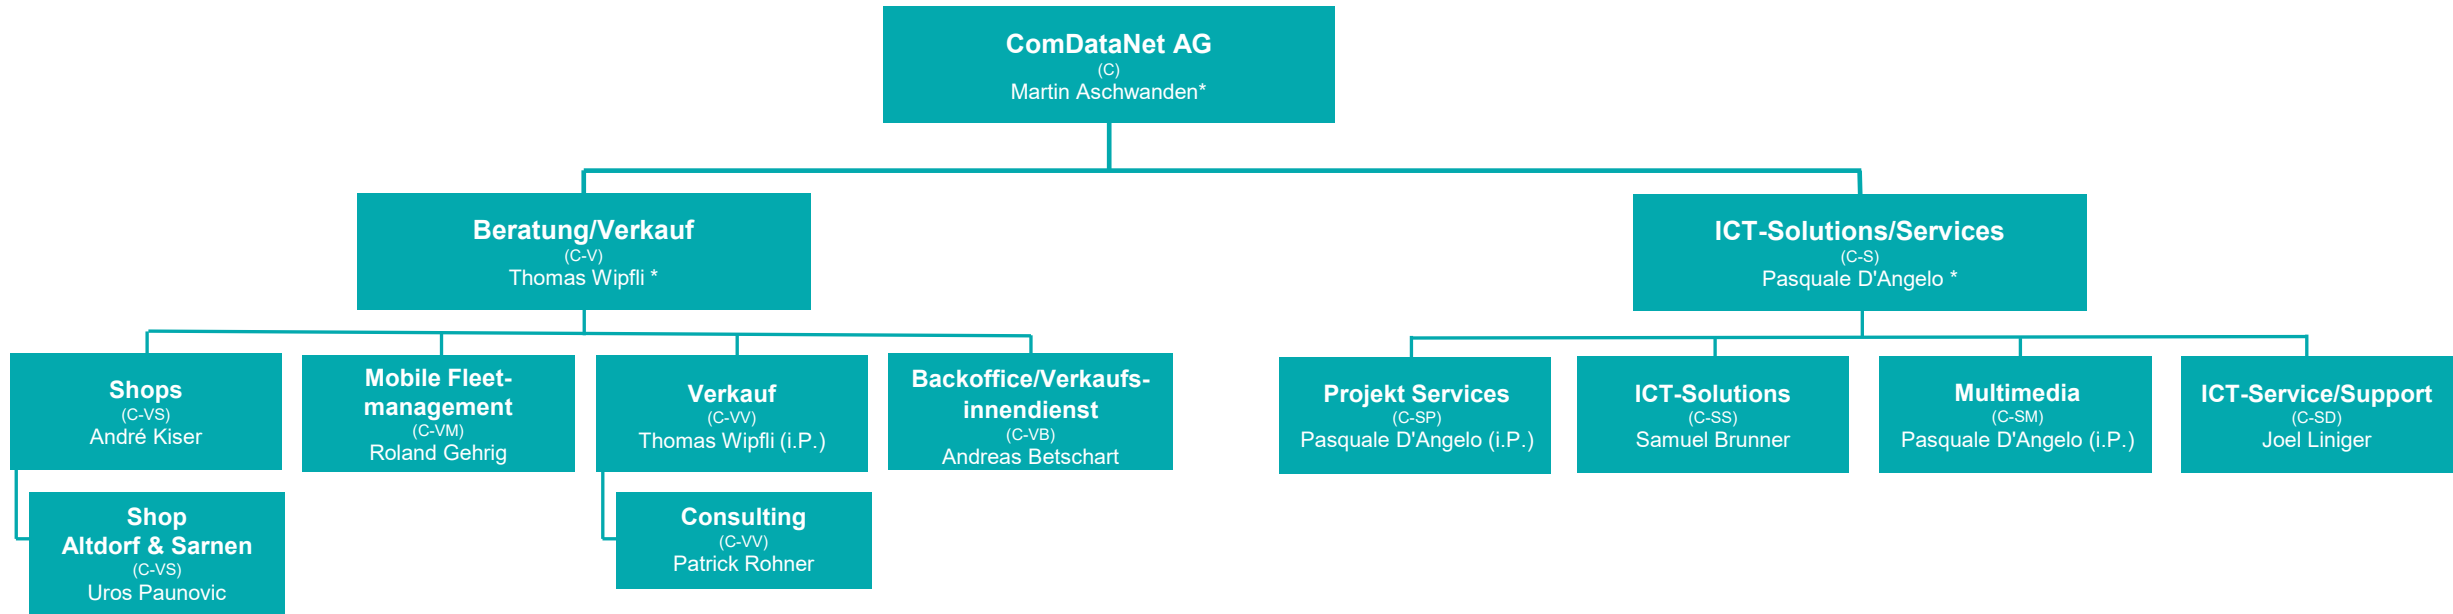 ComDataNet AG
(C)
Martin Aschwanden*
Beratung/Verkauf
(C-V)
Thomas Wipfli *
ICT-Solutions/Services
(C-S)
Pasquale D'Angelo *
Shops
(C-VS)
André Kiser
Mobile Fleet-
management
(C-VM)
Roland Gehrig
Verkauf
(C-VV)
Thomas Wipfli (i.P.)
Backoffice/Verkaufs-
innendienst
(C-VB)
Andreas Betschart
Projekt Services
(C-SP)
Pasquale D'Angelo (i.P.)
ICT-Solutions
(C-SS)
Samuel Brunner
Multimedia
(C-SM)
Pasquale D'Angelo (i.P.)
ICT-Service/Support
(C-SD)
Joel Liniger
Shop
Altdorf & Sarnen
(C-VS)
Uros Paunovic
Consulting
(C-VV)
Patrick Rohner